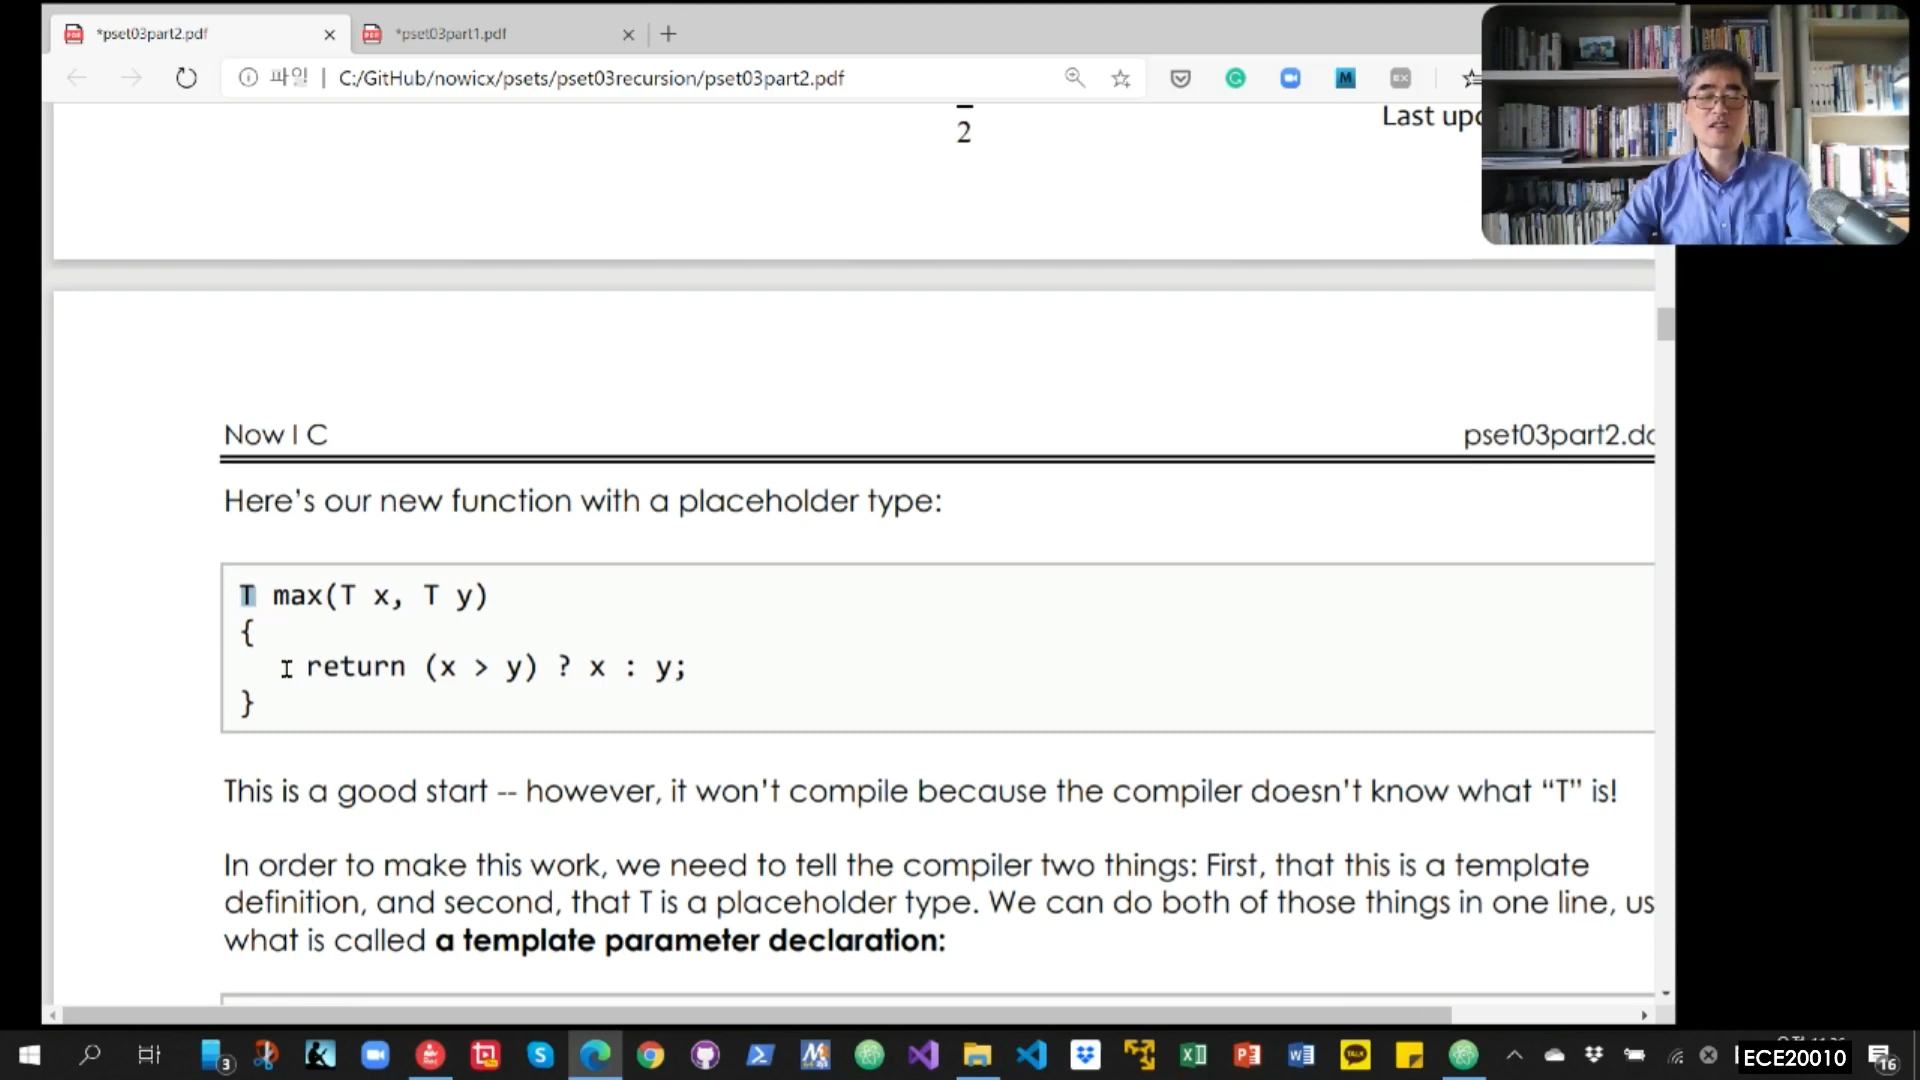 *pset03part2.pdf
*pset03part1.pdf
파일 | C:/GitHub/nowicx/psets/pset03recursion/pset03part2.pdf
2
Last upd
Now I C
pset03part2.do
Here's our new function with a placeholder type:
T max(T x, T y)
{
return (x > y) ? x : y;
}
This is a good start -- however, it won't compile because the compiler doesn't know what “T” is!
In order to make this work, we need to tell the compiler two things: First, that this is a template
definition, and second, that T is a placeholder type. We can do both of those things in one line, us
what is called a template parameter declaration:
ECE20010
3
16